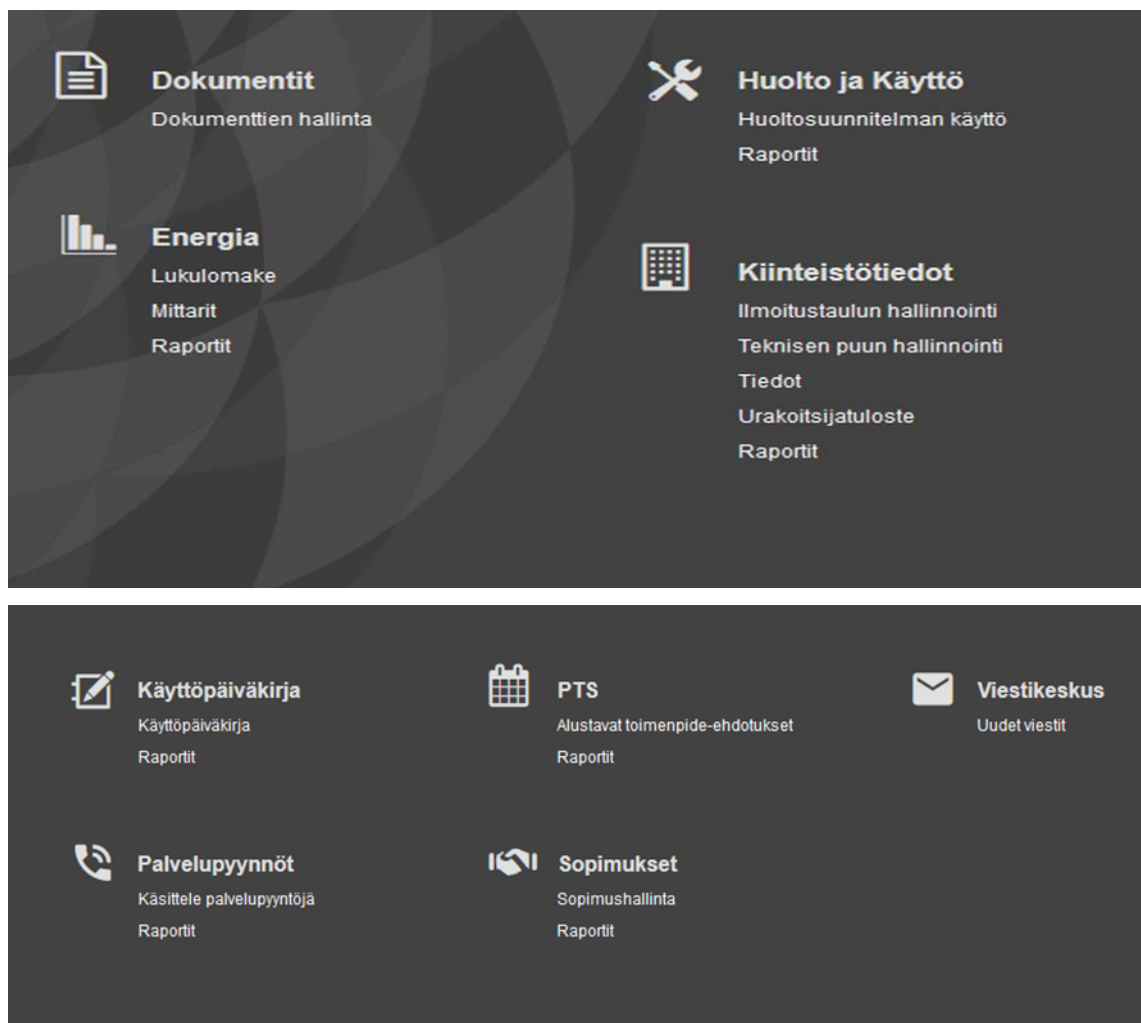 Dokumentit
Dokumenttien hallinta
Energia
Lukulomake
Mittarit
Raportit
Huolto ja Käyttö
Huoltosuunnitelman käyttö
Raportit
Kiinteistötiedot
Ilmoitustaulun hallinnointi
Teknisen puun hallinnointi
Tiedot
Urakoitsijatuloste
Raportit
Käyttöpäiväkirja
Käyttöpäiväkirja
Raportit
Palvelupyynnöt
Käsittele palvelupyyntöjä
Raportit
PTS
Alustavat toimenpide-ehdotukset
Raportit
Sopimukset
Sopimushallinta
Raportit
Viestikeskus
Uudet viestit